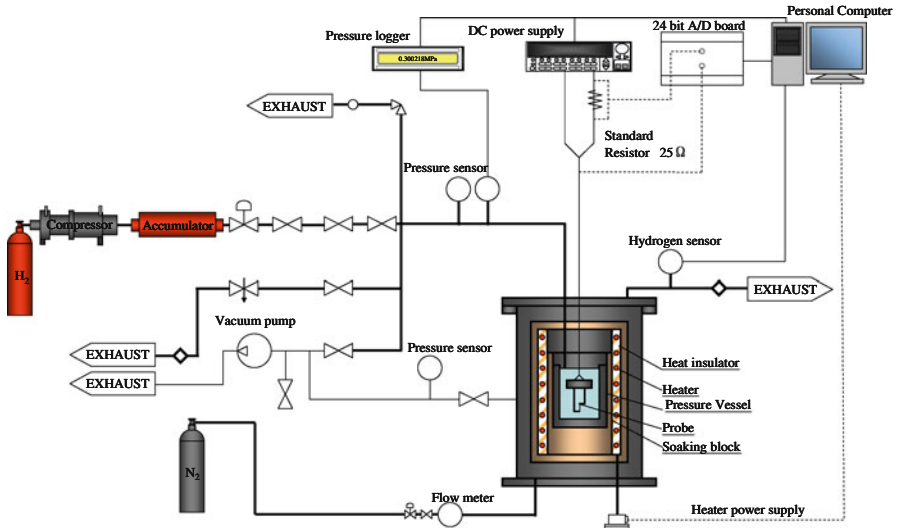 Personal Computer
24 bit A/D board
DC power supply
Pressure logger
0.300218MPa
EXHAUST
Standard
Resistor 25 Ω
Pressure sensor
Compressor
Accumulator
H2
Hydrogen sensor
EXHAUST
Vacuum pump
EXHAUST
EXHAUST
Pressure sensor
Heat insulator
Heater
Pressure Vessel
Probe
Soaking block
N2
Flow meter
Heater power supply